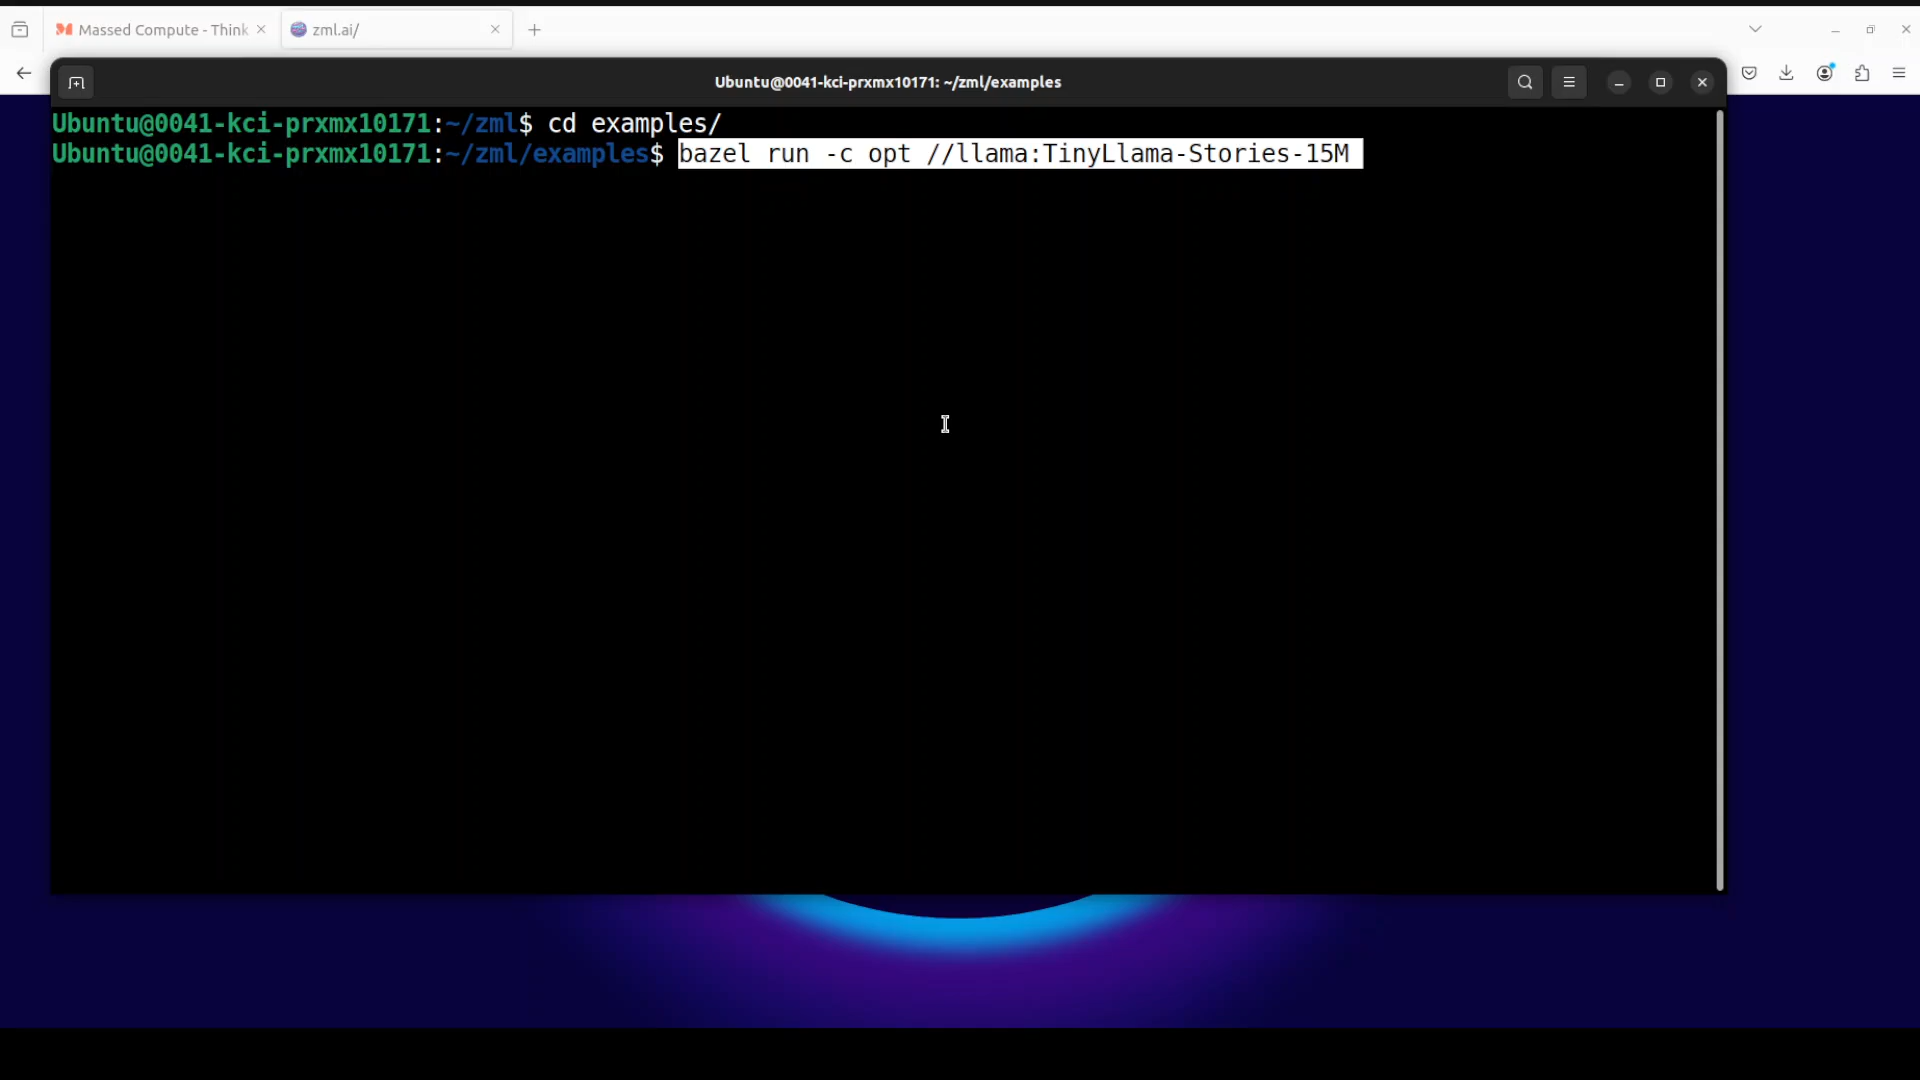 Massed Compute - Think
zml.ai/
Ubuntu@0041-kci-prxmx10171: ~/zml/examples
Ubuntu@0041-kci-prxmx10171:~/zml$ cd examples/
Ubuntu@0041-kci-prxmx10171:~/zml/examples$ bazel run -c opt //llama:TinyLlama-Stories-15M